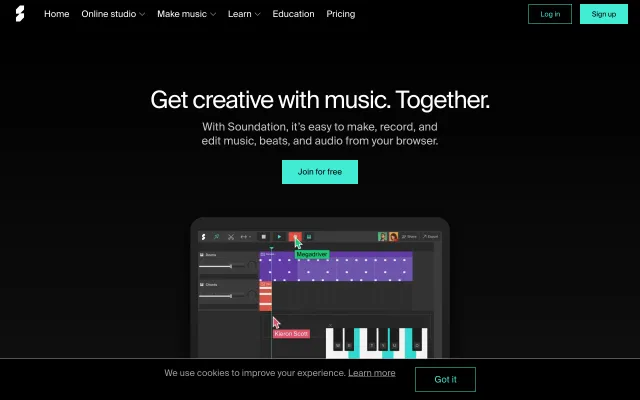 Home Online studio Make music Learn Education Pricing Log in Sign up
Get creative with music. Together.
With Soundation, it's easy to make, record, and
edit music, beats, and audio from your browser.
Join for free
Share
Megadriver
Kieron Scott
We use cookies to improve your experience. Learn more
Got it